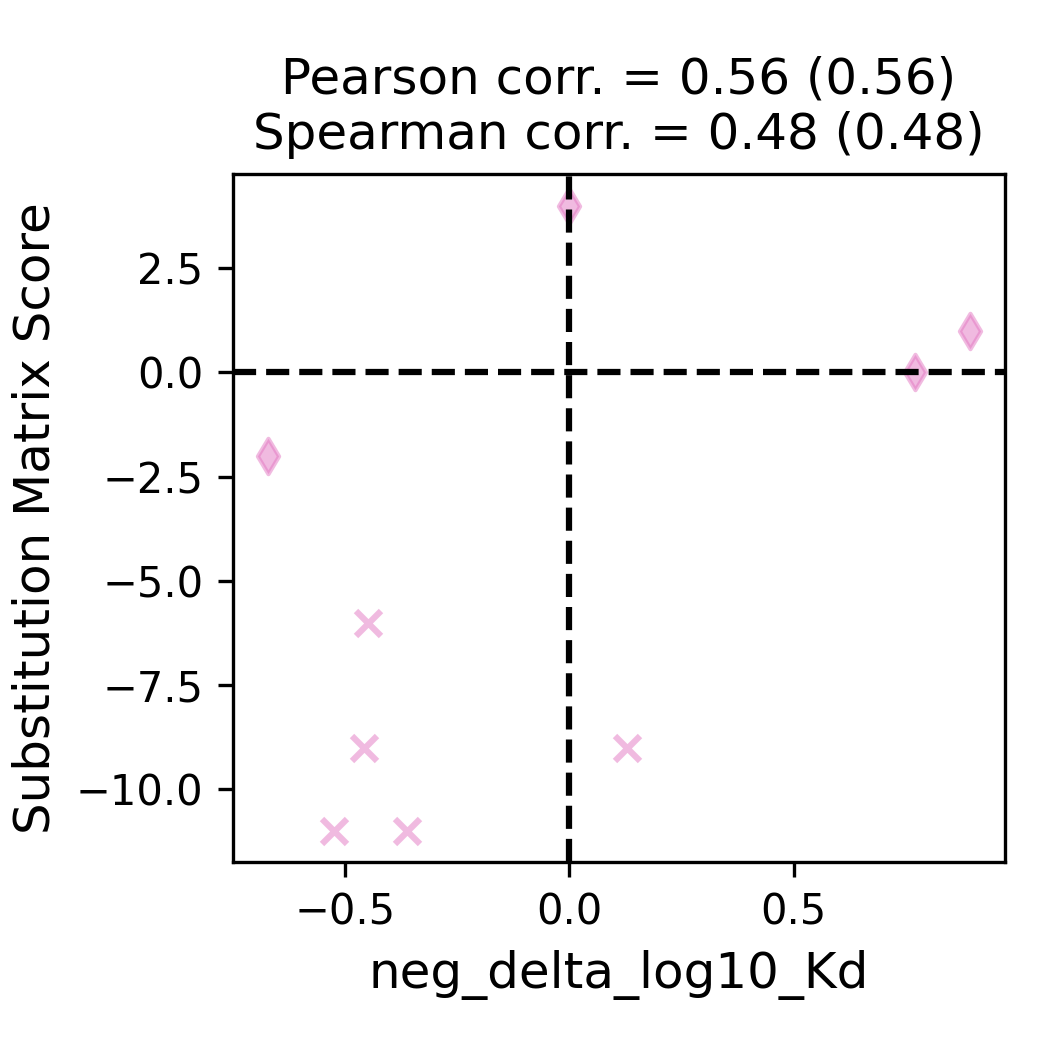 Pearson corr. = 0.56 (0.56)
Spearman corr. = 0.48 (0.48)
Substitution Matrix Score
2.5
0.0
−2.5
−5.0
−7.5
−10.0
−0.5
0.0
0.5
neg_delta_log10_Kd